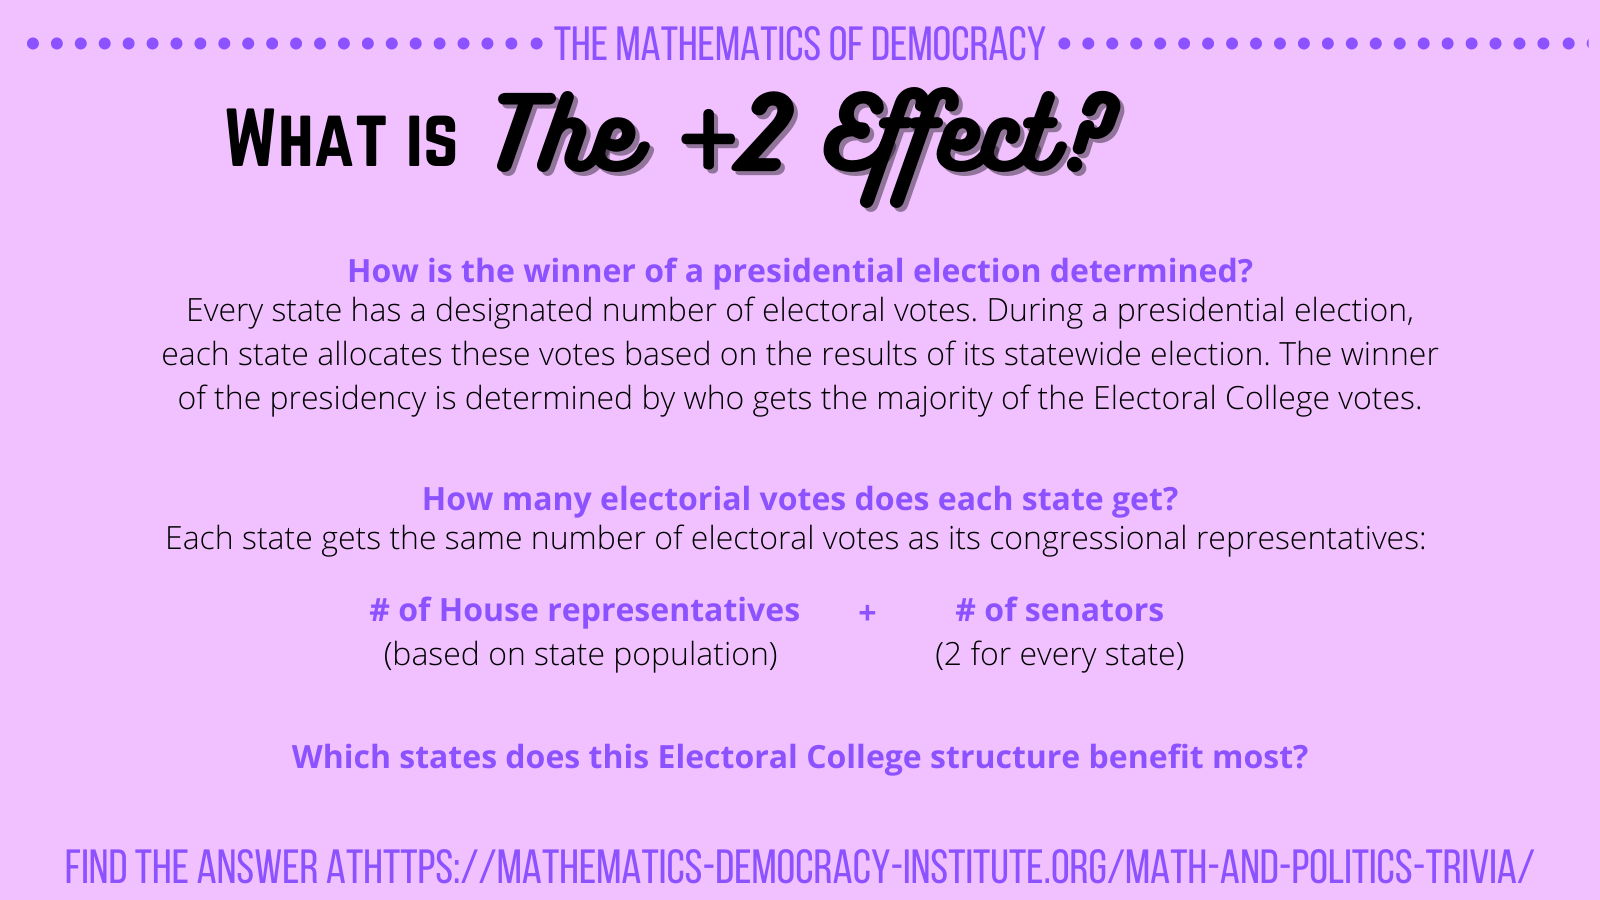 THE MATHEMATICS OF DEMOCRACY
WHAT IS The +2 Effect?
How is the winner of a presidential election determined?
Every state has a designated number of electoral votes. During a presidential election,
each state allocates these votes based on the results of its statewide election. The winner
of the presidency is determined by who gets the majority of the Electoral College votes.
How many electorial votes does each state get?
Each state gets the same number of electoral votes as its congressional representatives:
# of House representatives + # of senators
(based on state population) (2 for every state)
Which states does this Electoral College structure benefit most?
FIND THE ANSWER ATHTTPS://MATHEMATICS-DEMOCRACY-INSTITUTE.ORG/MATH-AND-POLITICS-TRIVIA/